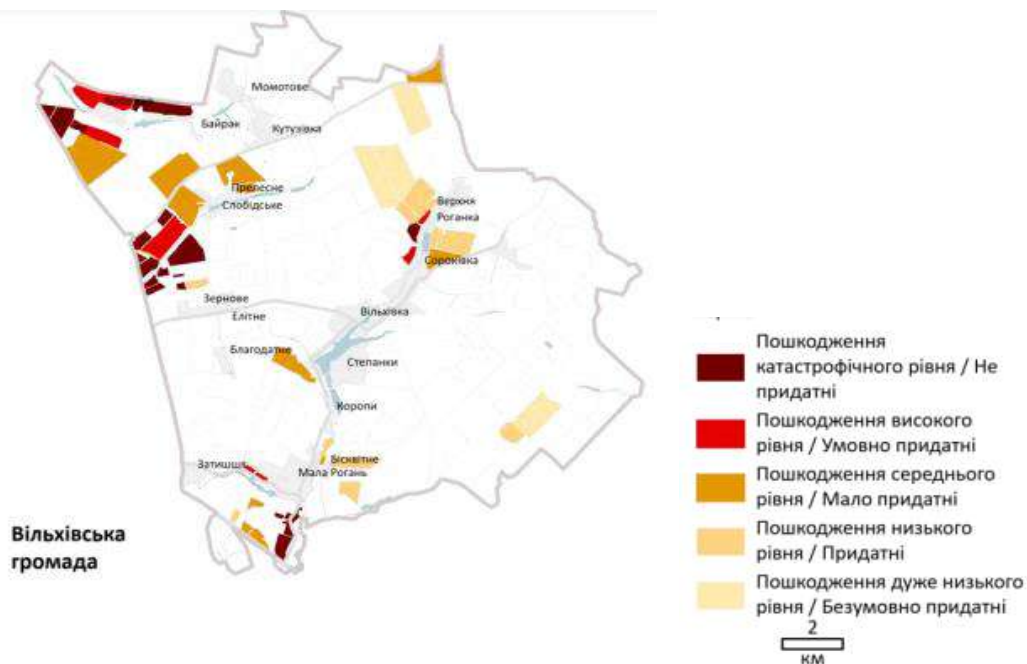 Момотове
Байрак
Кутузівка
Прелесне
Слобідське
Верхня
Роганка
Сороківка
Зернове
Елітне
Вільхівка
Благодатне
Степанки
Коропи
Затишшя
Бісквітне
Мала Рогань
Вільхівська
громада
Пошкодження
катастрофічного рівня / Не
придатні
Пошкодження високого
рівня / Умовно придатні
Пошкодження середнього
рівня / Мало придатні
Пошкодження низького
рівня / Придатні
Пошкодження дуже низького
рівня / Безумовно придатні
2
км